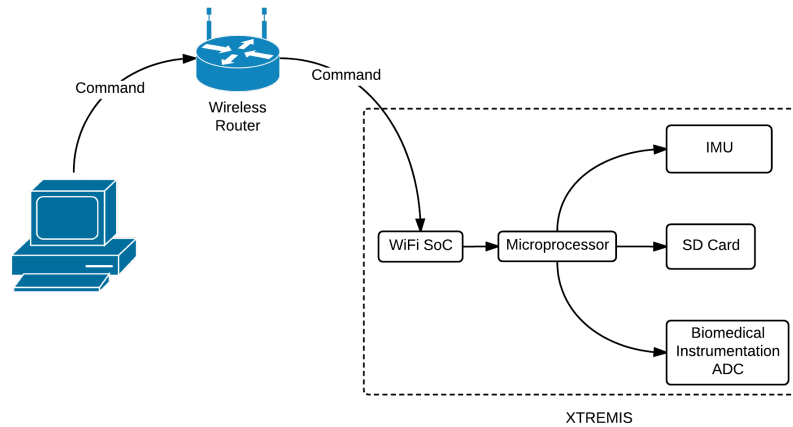 Command
Command
Wireless
Router
IMU
WiFi SoC
Microprocessor
SD Card
Biomedical
Instrumentation
ADC
XTREMIS